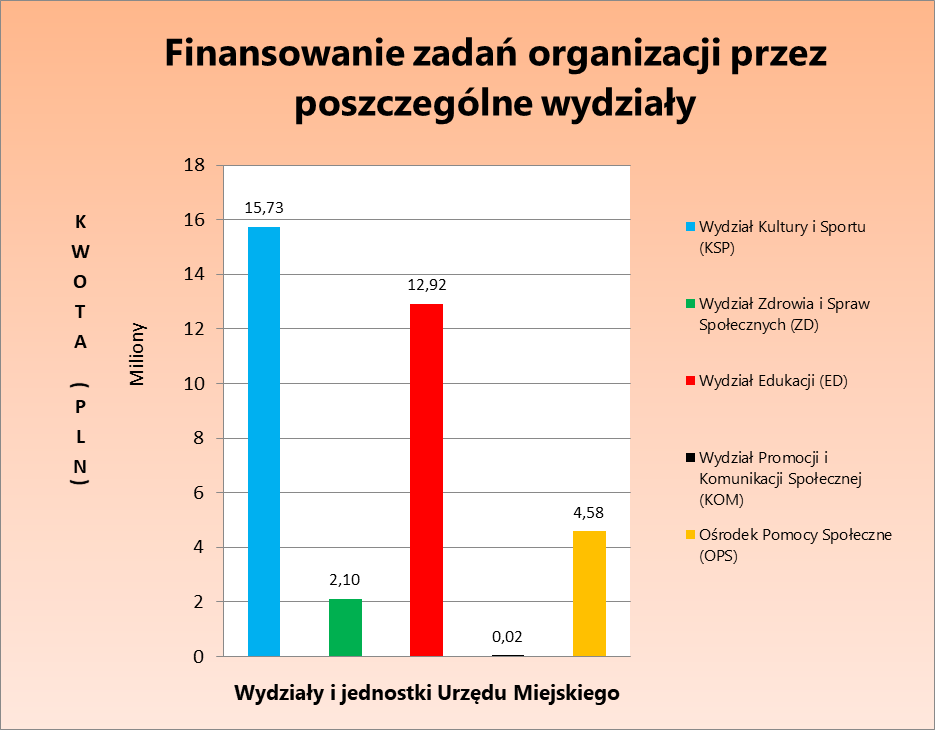 Finansowanie zadań organizacji przez
poszczególne wydziały
KWOTA (PLN)
Miliony
18
16
14
12
10
8
6
4
2
0
15,73
2,10
12,92
0,02
4,58
Wydziały i jednostki Urzędu Miejskiego
Wydział Kultury i Sportu
(KSP)
Wydział Zdrowia i Spraw
Społecznych (ZD)
Wydział Edukacji (ED)
Wydział Promocji i
Komunikacji Społecznej
(KOM)
Ośrodek Pomocy Społeczne
(OPS)